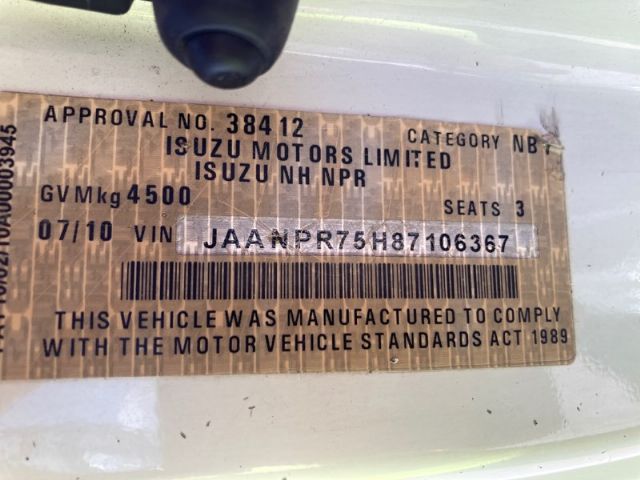 APPROVAL NO. 38412 CATEGORY NB1
ISUZU MOTORS LIMITED
ISUZU NH NPR
GVMkg 4500 SEATS 3
07/10 VIN JAANPR75H87106367
THIS VEHICLE WAS MANUFACTURED TO COMPLY
WITH THE MOTOR VEHICLE STANDARDS ACT 1989